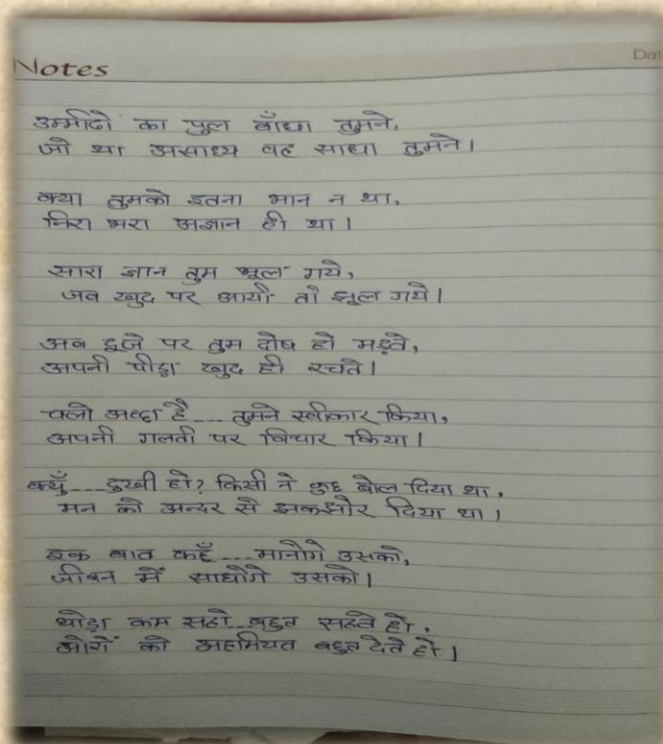 Notes
Dat
उम्मीदों का पुल बाँधा तुमने,
जो था असाध्य वह साधा तुमने।
क्या तुमको इतना भान न था,
निरा भरा अज्ञान ही था।
सारा ज्ञान तुम भूल गये,
जब खुद पर आयी तो झूल गये।
अब दूजे पर तुम दोष हो मढ़ते,
अपनी पीड़ा खुद ही रचते।
चलो अच्छा है... तुमने स्वीकार किया,
अपनी गलती पर विचार किया।
क्यूँ... दुखी हो? किसी ने कुछ बोल दिया था,
मन को अन्दर से झकझोर दिया था।
इक बात कहूँ... मानोगे उसको,
जीवन में साधोगे उसको।
थोड़ा कम सहो.. बहुत सहते हो,
ओरों को अहमियत बहुत देते हो।